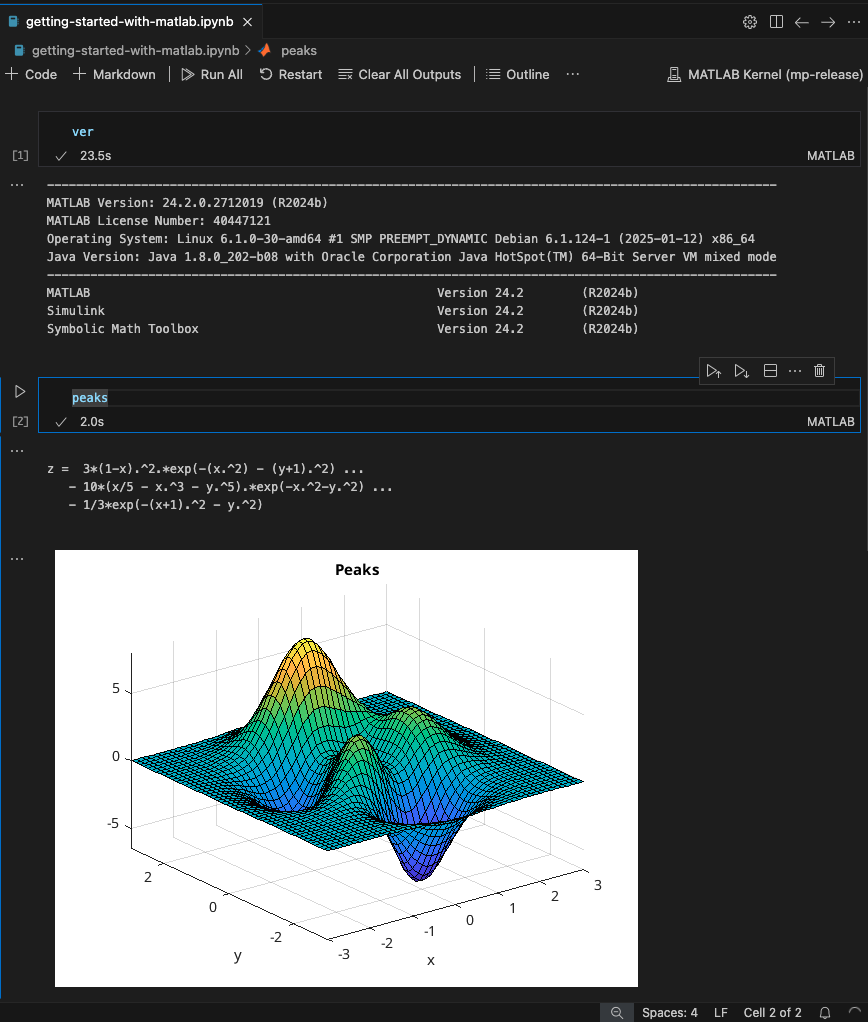 getting-started-with-matlab.ipynb
getting-started-with-matlab.ipynb > peaks
+ Code + Markdown | Run All Restart Clear All Outputs | Outline ... MATLAB Kernel (mp-release)
ver
[1] ✓ 23.5s MATLAB
...
-----------------------------------------------------------------------------------------------------
MATLAB Version: 24.2.0.2712019 (R2024b)
MATLAB License Number: 40447121
Operating System: Linux 6.1.0-30-amd64 #1 SMP PREEMPT_DYNAMIC Debian 6.1.124-1 (2025-01-12) x86_64
Java Version: Java 1.8.0_202-b08 with Oracle Corporation Java HotSpot(TM) 64-Bit Server VM mixed mode
-----------------------------------------------------------------------------------------------------
MATLAB Version 24.2 (R2024b)
Simulink Version 24.2 (R2024b)
Symbolic Math Toolbox Version 24.2 (R2024b)
peaks
[2] ✓ 2.0s MATLAB
...
z =  3*(1-x).^2.*exp(-(x.^2) - (y+1).^2) ...
   - 10*(x/5 - x.^3 - y.^5).*exp(-x.^2-y.^2) ...
   - 1/3*exp(-(x+1).^2 - y.^2)
...
Peaks
5
0
-5
2
0
-2
y
-3
-2
-1
0
1
2
3
x
Spaces: 4 LF Cell 2 of 2